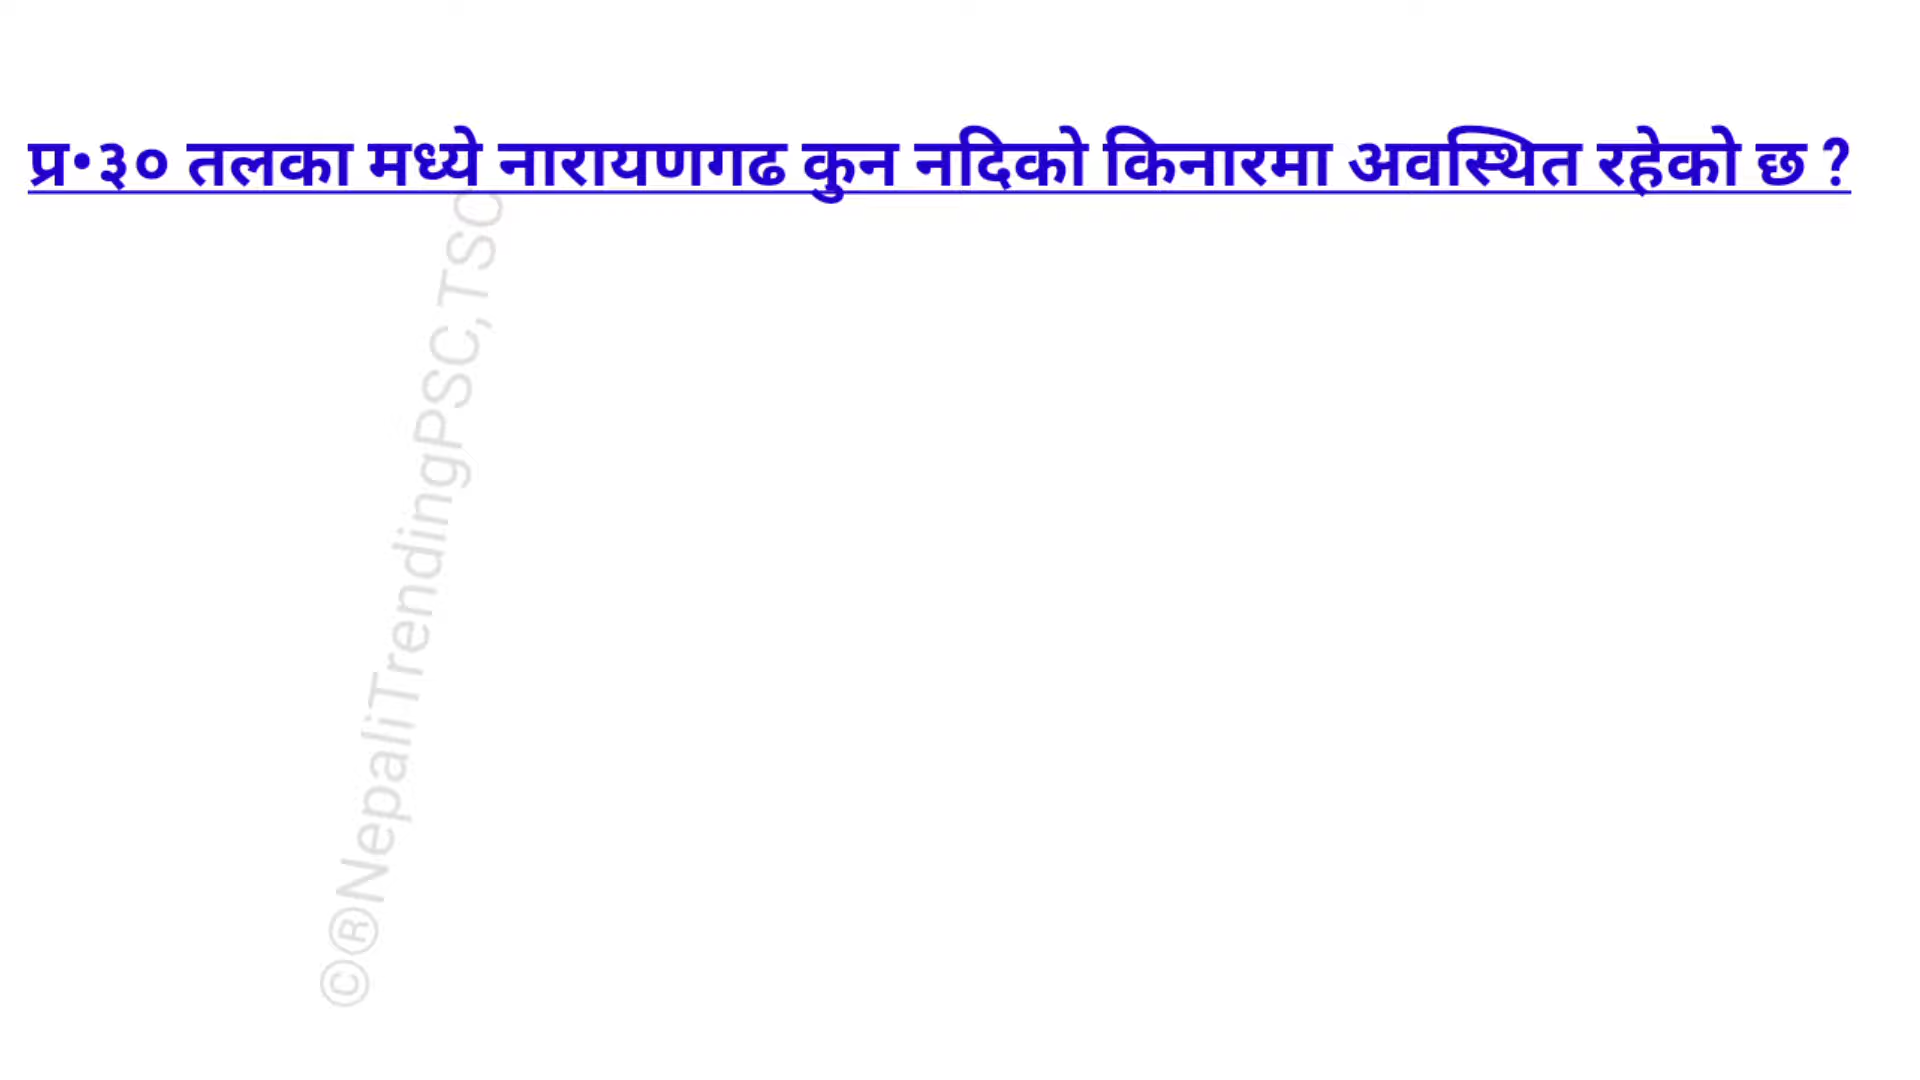 प्र•३० तलका मध्ये नारायणगढ कुन नदिको किनारमा अवस्थित रहेको छ ?
©®NepaliTrendingPSC,TSC